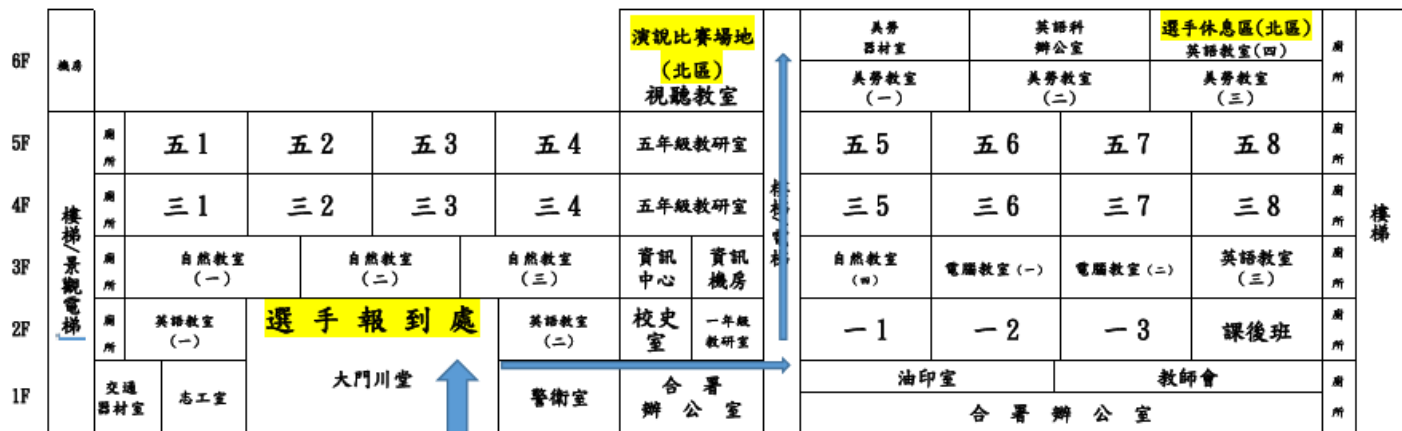 6F
機房
演說比賽場地
(北區)
視聽教室
美勞
器材室
英語科
辦公室
選手休息區(北區)
英語教室(四)
廁所
美勞教室
(一)
美勞教室
(二)
美勞教室
(三)
5F
廁所
五1
五2
五3
五4
五年級教研室
五5
五6
五7
五8
廁所
4F
樓梯/景觀電梯
廁所
三1
三2
三3
三4
五年級教研室
樓梯/電梯
三5
三6
三7
三8
廁所
樓梯
3F
廁所
自然教室
(一)
自然教室
(二)
自然教室
(三)
資訊
中心
資訊
機房
自然教室
(四)
電腦教室(一)
電腦教室(二)
英語教室
(三)
廁所
2F
廁所
英語教室
(一)
選手報到處
英語教室
(二)
校史
室
一年級
教研室
一1
一2
一3
課後班
廁所
1F
交通
器材室
志工室
大門川堂
警衛室
合署
辦公室
油印室
教師會
合署辦公室
廁所